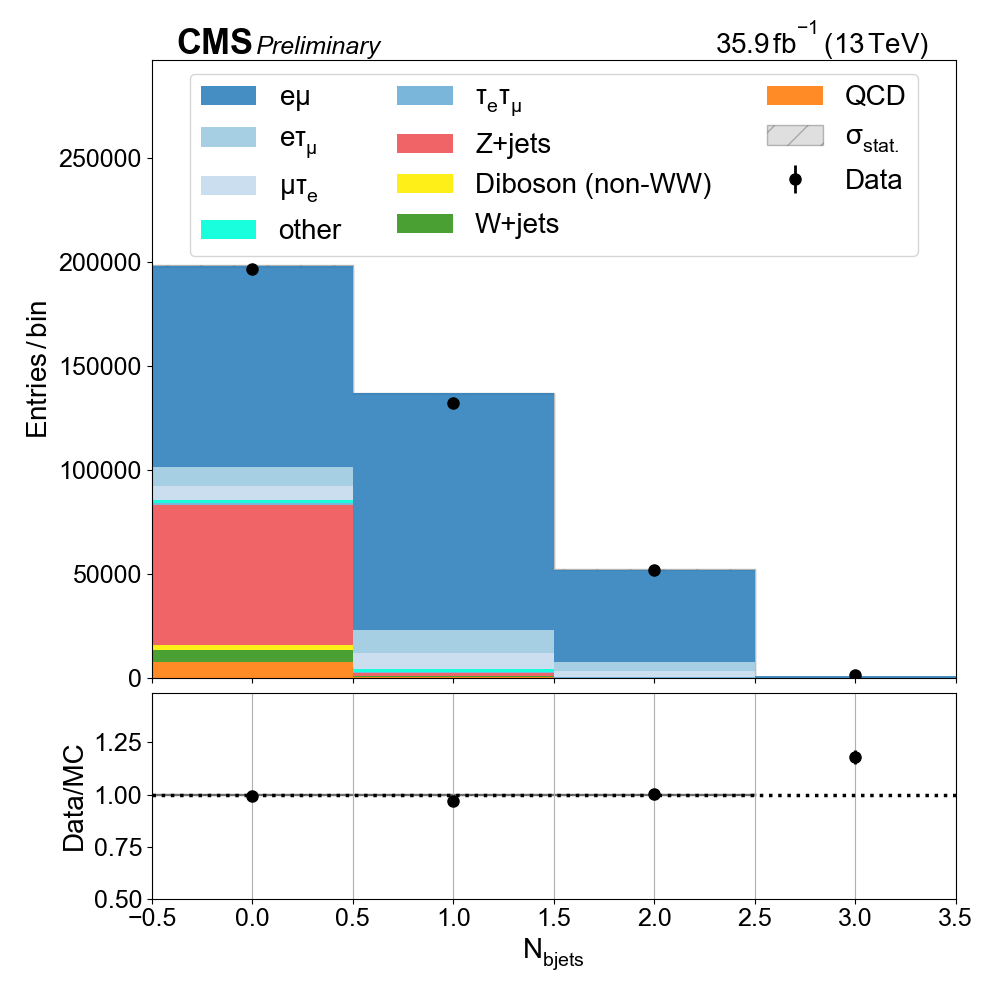 CMS Preliminary
35.9 fb⁻¹ (13 TeV)
eμ
eτμ
μτe
other
τeτμ
Z+jets
Diboson (non-WW)
W+jets
QCD
σstat.
Data
Entries / bin
250000
200000
150000
100000
50000
0
Data/MC
1.25
1.00
0.75
0.50
−0.5 0.0 0.5 1.0 1.5 2.0 2.5 3.0 3.5
Nbjets